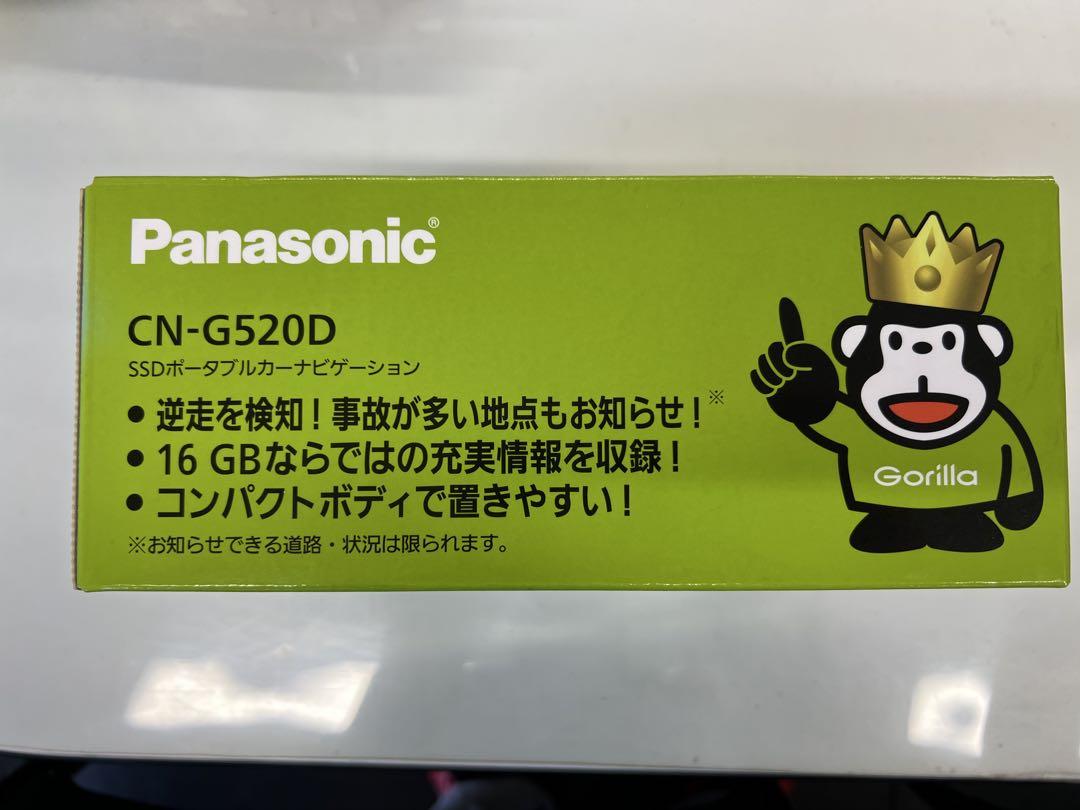 Panasonic®
CN-G520D
SSDポータブルカーナビゲーション
● 逆走を検知！事故が多い地点もお知らせ！※
● 16 GBならではの充実情報を収録！
● コンパクトボディで置きやすい！
※お知らせできる道路・状況は限られます。
Gorilla